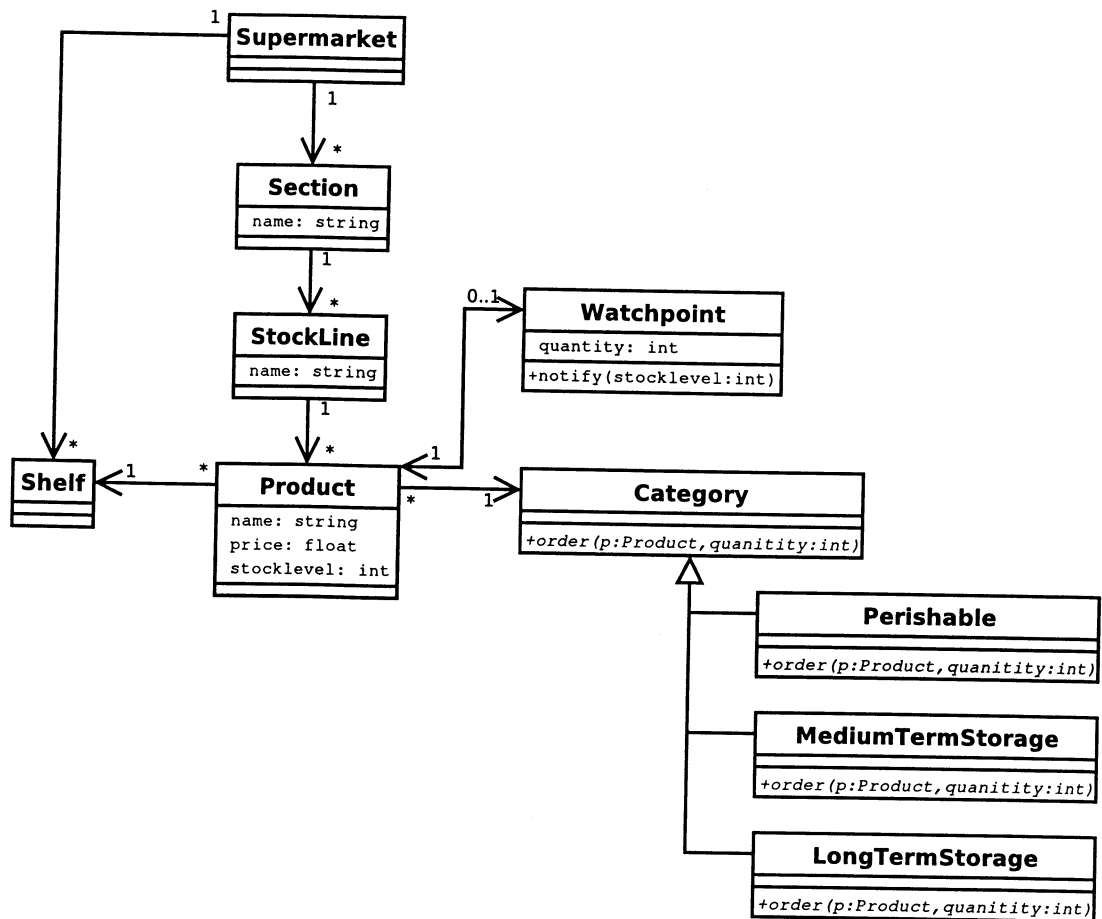 1
Supermarket
1
*
Section
name: string
1
*
StockLine
name: string
1
*
0..1
Watchpoint
quantity: int
+notify(stocklevel:int)
*
Shelf
1
*
1
Product
name: string
price: float
stocklevel: int
*
1
Category
+order(p:Product,quanitity:int)
Perishable
+order(p:Product,quanitity:int)
MediumTermStorage
+order(p:Product,quanitity:int)
LongTermStorage
+order(p:Product,quanitity:int)